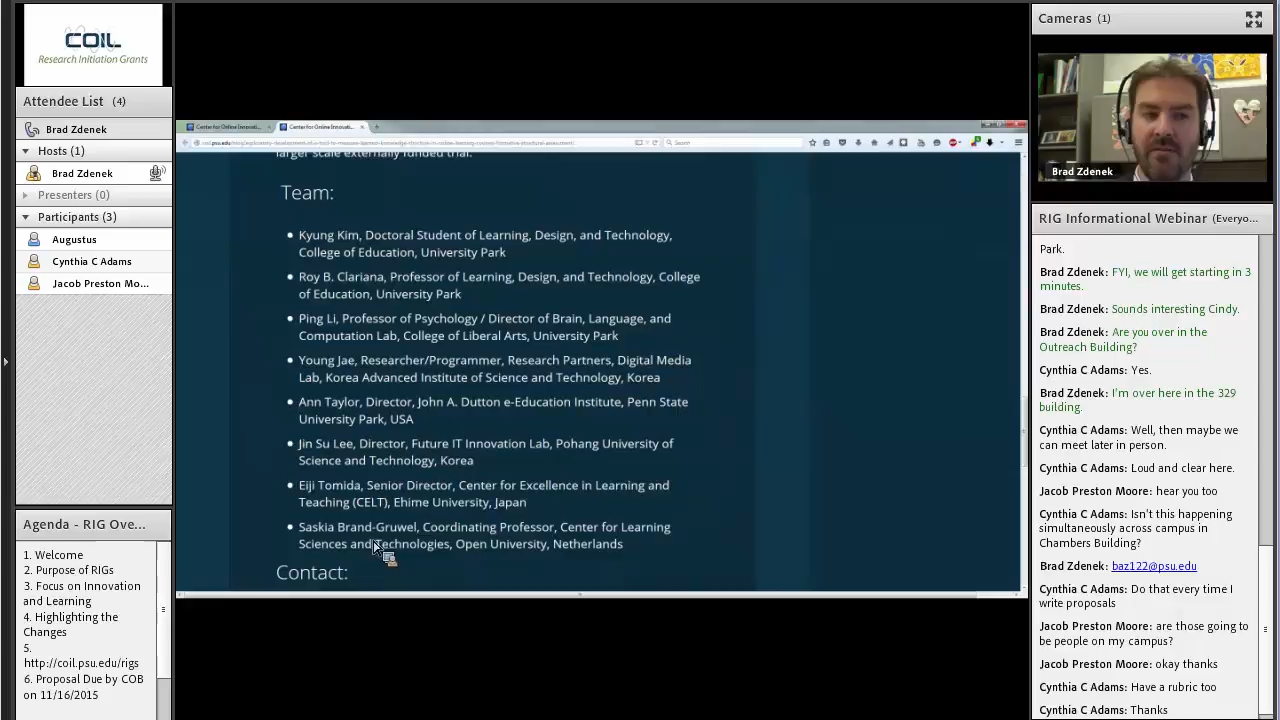 COIL
Research Initiation Grants
Attendee List (4)
Brad Zdenek
Hosts (1)
Brad Zdenek
Presenters (0)
Participants (3)
Augustus
Cynthia C Adams
Jacob Preston Mo...
Agenda - RIG Ove...
1. Welcome
2. Purpose of RIGs
3. Focus on Innovation
and Learning
4. Highlighting the
Changes
5.
http://coil.psu.edu/rigs
6. Proposal Due by COB
on 11/16/2015
Center for Online Innovati...
Center for Online Innovati...
Search
larger scale externally funded trial.
Team:
Kyung Kim, Doctoral Student of Learning, Design, and Technology,
College of Education, University Park
Roy B. Clariana, Professor of Learning, Design, and Technology, College
of Education, University Park
Ping Li, Professor of Psychology / Director of Brain, Language, and
Computation Lab, College of Liberal Arts, University Park
Young Jae, Researcher/Programmer, Research Partners, Digital Media
Lab, Korea Advanced Institute of Science and Technology, Korea
Ann Taylor, Director, John A. Dutton e-Education Institute, Penn State
University Park, USA
Jin Su Lee, Director, Future IT Innovation Lab, Pohang University of
Science and Technology, Korea
Eiji Tomida, Senior Director, Center for Excellence in Learning and
Teaching (CELT), Ehime University, Japan
Saskia Brand-Gruwel, Coordinating Professor, Center for Learning
Sciences and Technologies, Open University, Netherlands
Contact:
Cameras (1)
Brad Zdenek
RIG Informational Webinar (Everyo...
Park.
Brad Zdenek: FYI, we will get starting in 3
minutes.
Brad Zdenek: Sounds interesting Cindy.
Brad Zdenek: Are you over in the
Outreach Building?
Cynthia C Adams: Yes.
Brad Zdenek: I'm over here in the 329
building.
Cynthia C Adams: Well, then maybe we
can meet later in person.
Cynthia C Adams: Loud and clear here.
Jacob Preston Moore: hear you too
Cynthia C Adams: Isn't this happening
simultaneously across campus in
Chambers Building?
Brad Zdenek: baz122@psu.edu
Cynthia C Adams: Do that every time I
write proposals
Jacob Preston Moore: are those going to
be people on my campus?
Jacob Preston Moore: okay thanks
Cynthia C Adams: Have a rubric too
Cynthia C Adams: Thanks